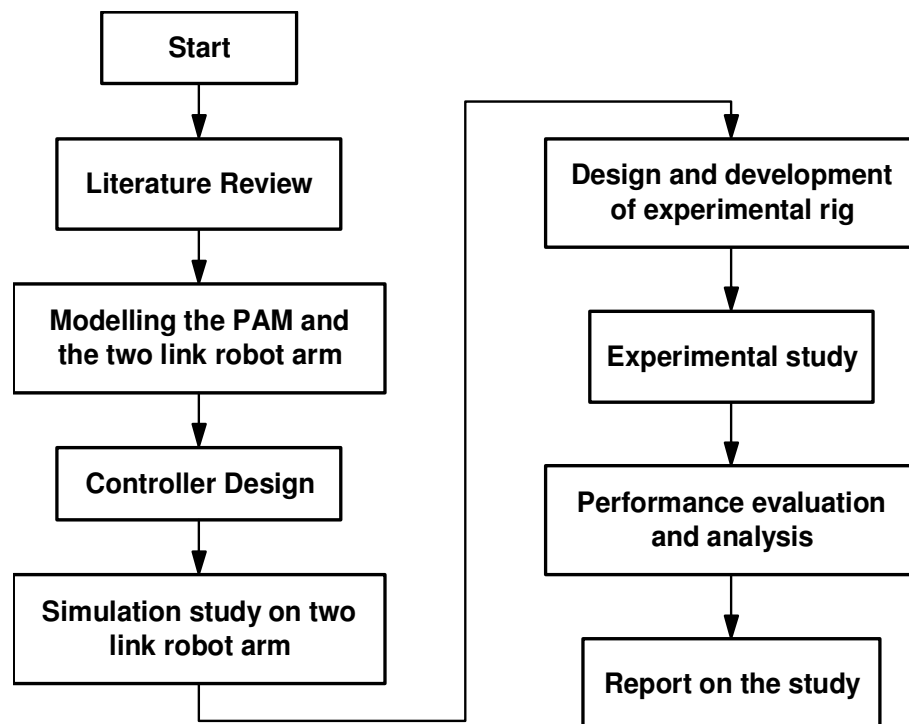 Start
Literature Review
Modelling the PAM and
the two link robot arm
Controller Design
Simulation study on two
link robot arm
Design and development
of experimental rig
Experimental study
Performance evaluation
and analysis
Report on the study